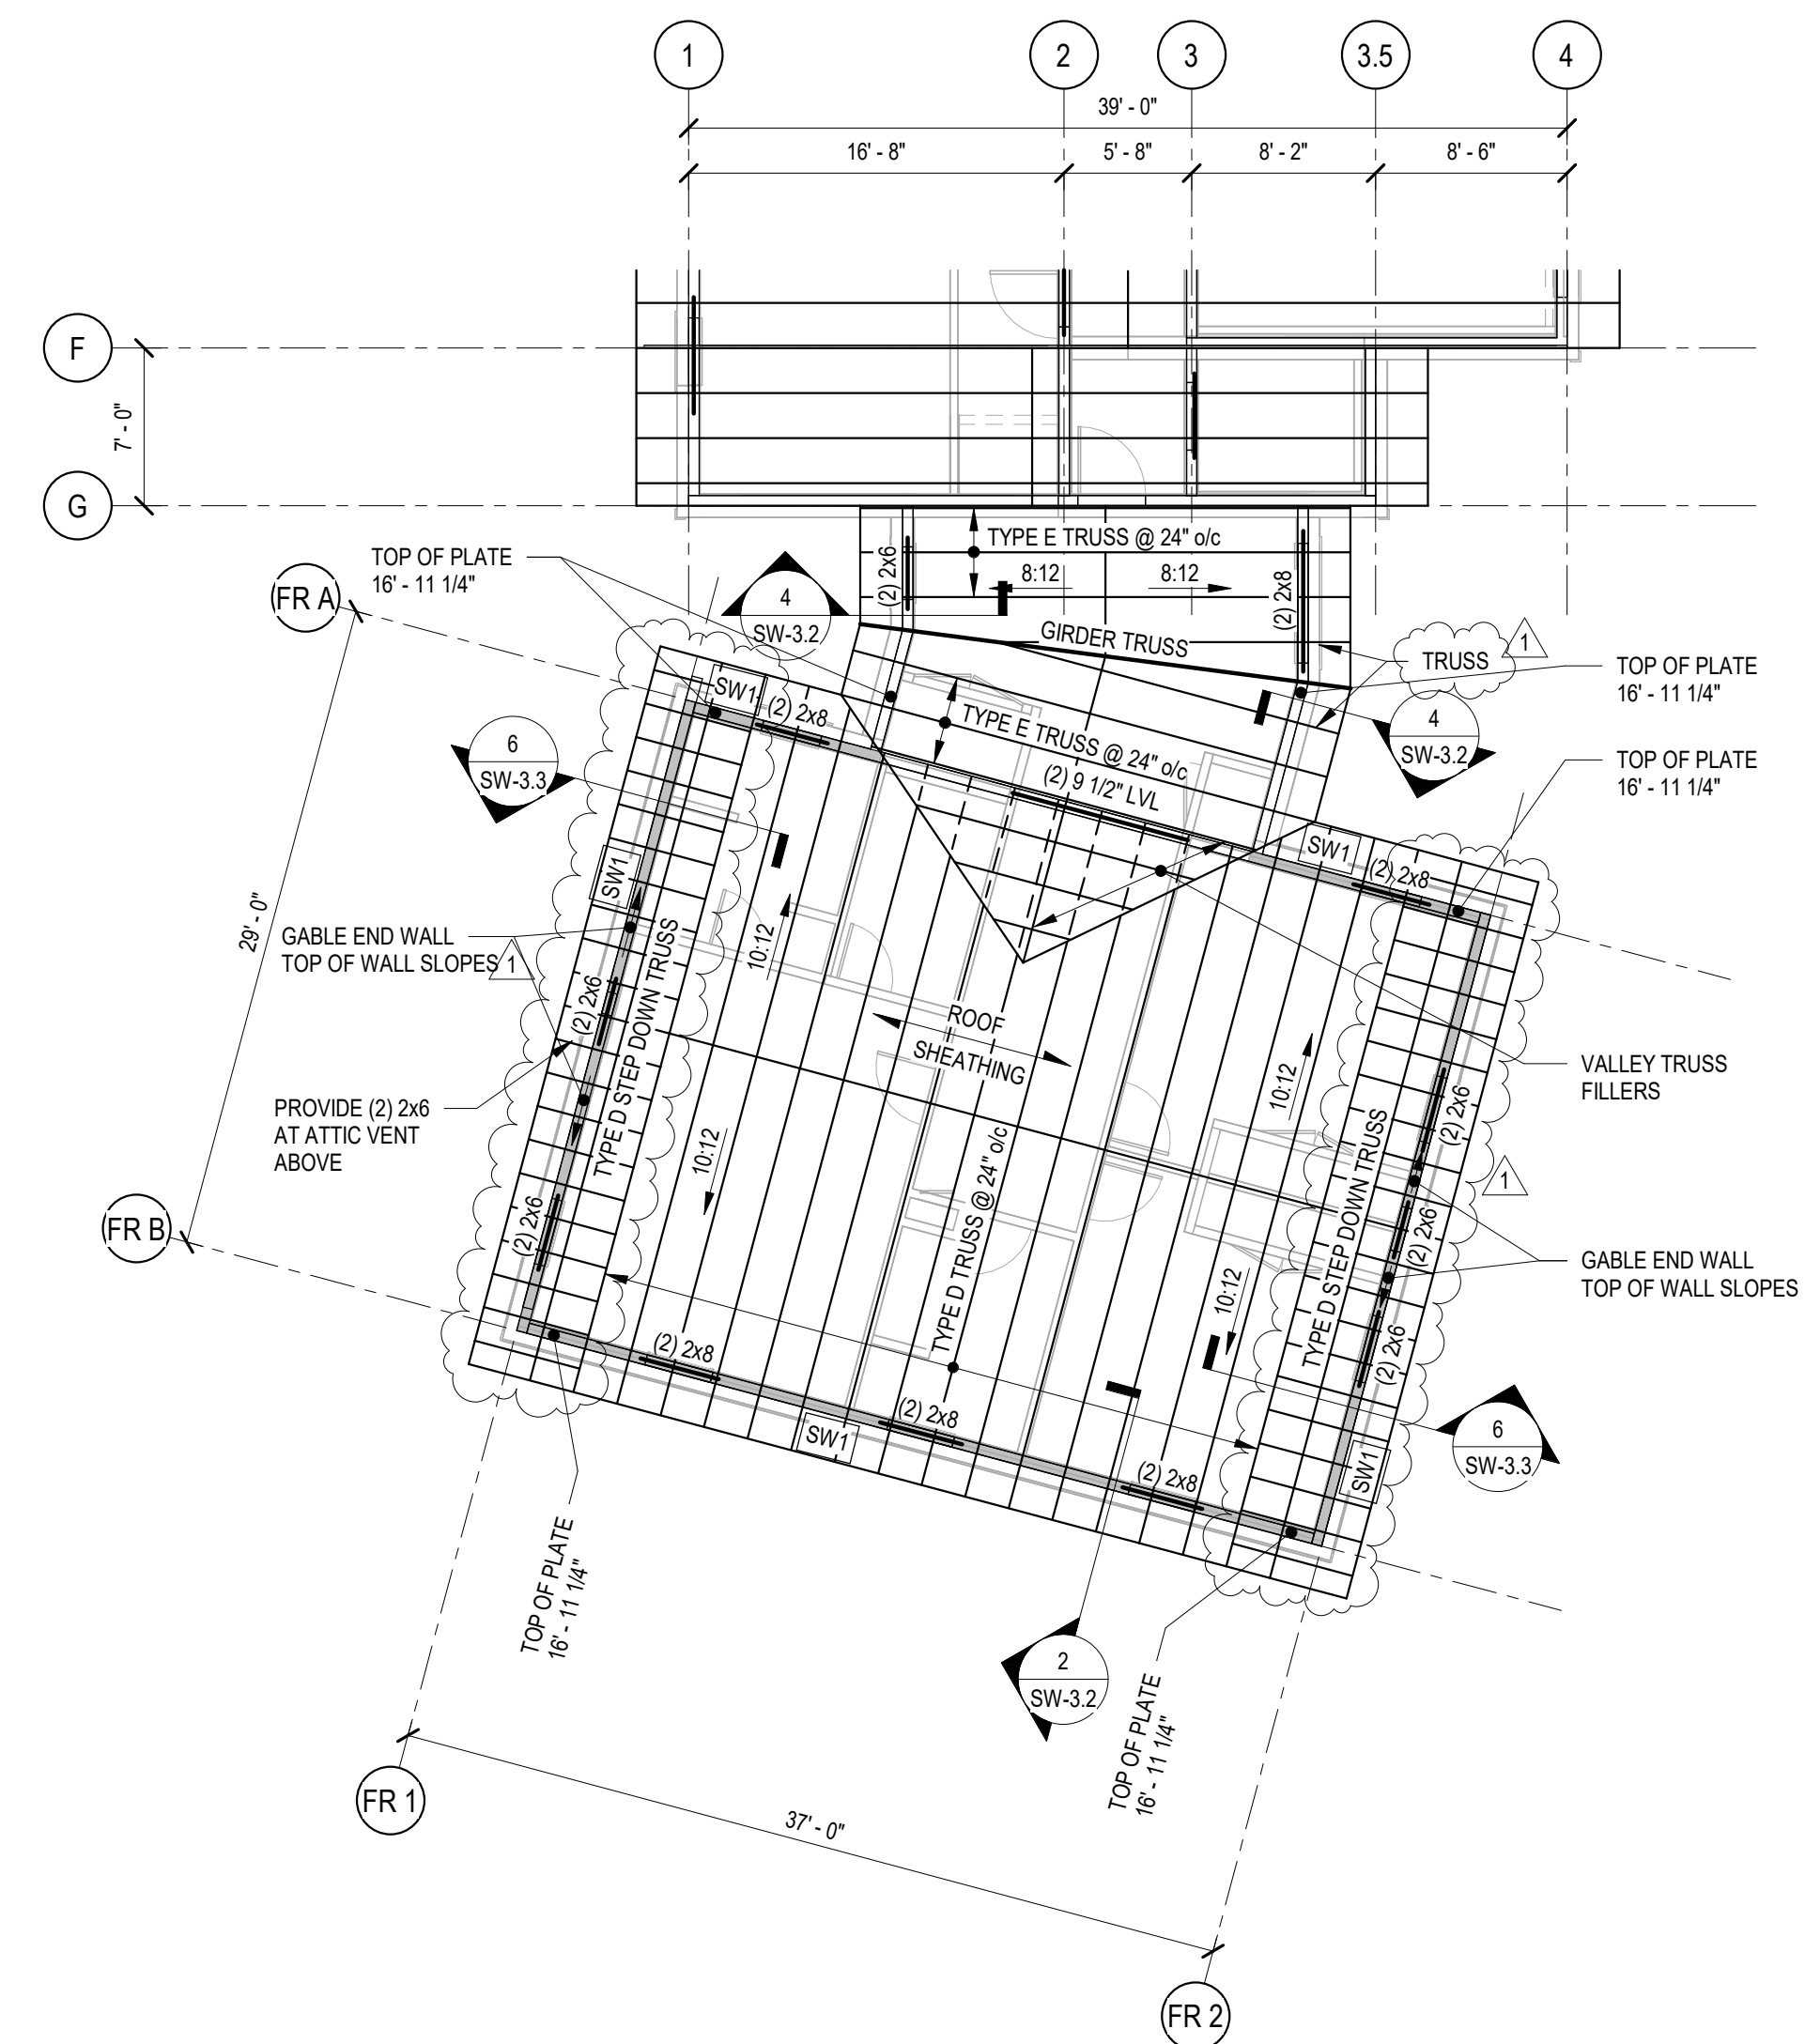 1
2
3
3.5
4
39' - 0"
16' - 8"
5' - 8"
8' - 2"
8' - 6"
F
7' - 0"
G
TYPE E TRUSS @ 24" o/c
(2) 2x6
8:12
8:12
(2) 2x8
TOP OF PLATE
16' - 11 1/4"
FR A
4
SW-3.2
GIRDER TRUSS
TRUSS
1
TOP OF PLATE
16' - 11 1/4"
SW1
(2) 2x8
TYPE E TRUSS @ 24" o/c
4
SW-3.2
6
SW-3.3
(2) 9 1/2" LVL
TOP OF PLATE
16' - 11 1/4"
SW1
(2) 2x8
SW1
29' - 0"
GABLE END WALL
TOP OF WALL SLOPES
1
10:12
TYPE D STEP DOWN TRUSS
(2) 2x6
ROOF
SHEATHING
VALLEY TRUSS
FILLERS
10:12
(2) 2x6
PROVIDE (2) 2x6
AT ATTIC VENT
ABOVE
10:12
TYPE D TRUSS @ 24" o/c
TYPE D STEP DOWN TRUSS
1
FR B
(2) 2x6
(2) 2x6
GABLE END WALL
TOP OF WALL SLOPES
10:12
(2) 2x6
(2) 2x8
(2) 2x8
SW1
(2) 2x8
SW1
6
SW-3.3
TOP OF PLATE
16' - 11 1/4"
2
SW-3.2
TOP OF PLATE
16' - 11 1/4"
FR 1
37' - 0"
FR 2